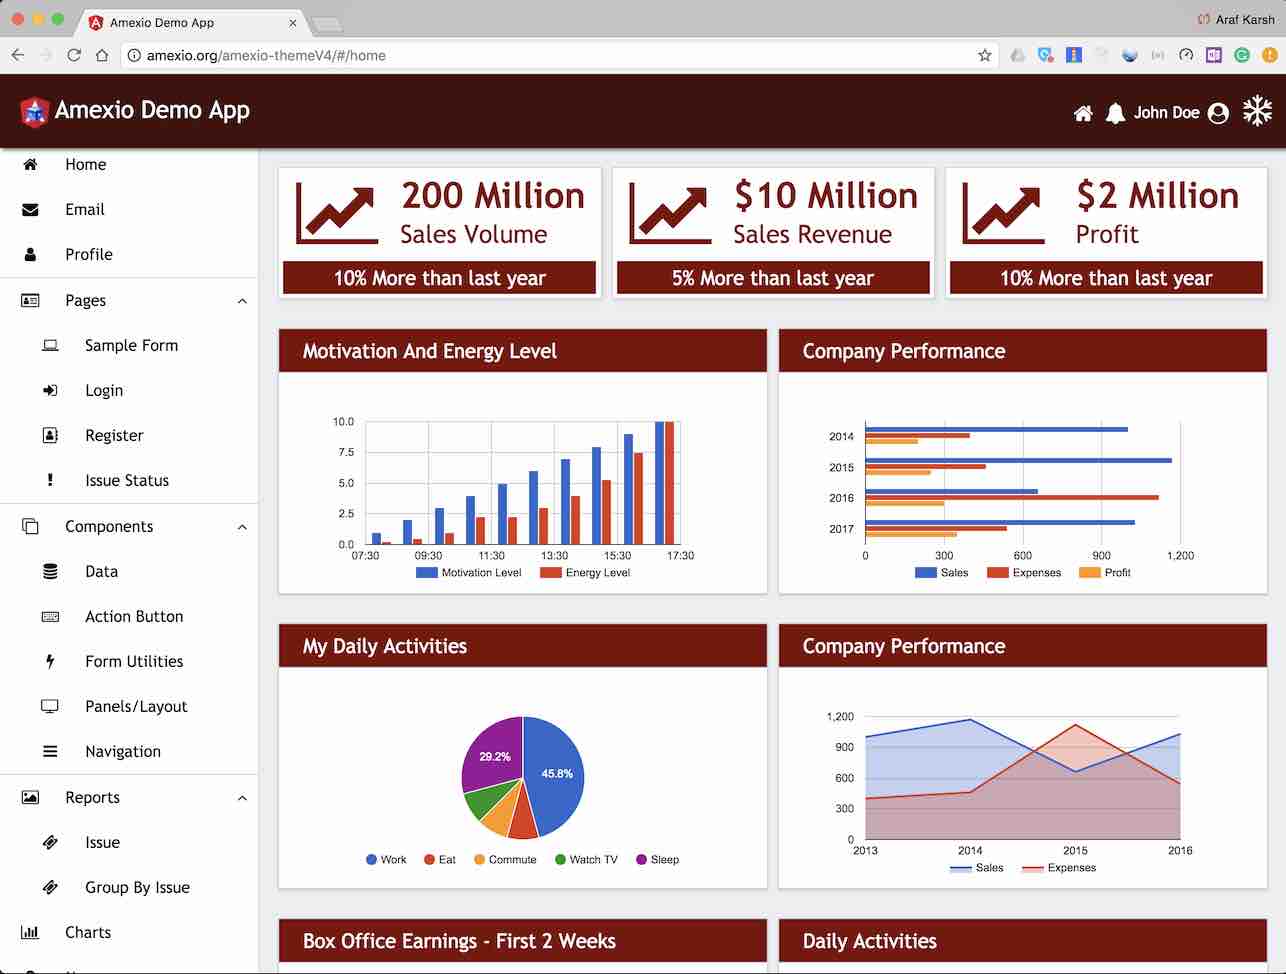 Amexio Demo App
Araf Karsh
amexio.org/amexio-themeV4/#/home
Amexio Demo App
John Doe
Home
Email
Profile
Pages
Sample Form
Login
Register
Issue Status
Components
Data
Action Button
Form Utilities
Panels/Layout
Navigation
Reports
Issue
Group By Issue
Charts
200 Million
Sales Volume
10% More than last year
$10 Million
Sales Revenue
5% More than last year
$2 Million
Profit
10% More than last year
Motivation And Energy Level
10.0
7.5
5.0
2.5
0.0
07:30 09:30 11:30 13:30 15:30 17:30
Motivation Level Energy Level
Company Performance
2014
2015
2016
2017
0 300 600 900 1,200
Sales Expenses Profit
My Daily Activities
29.2%
45.8%
Work Eat Commute Watch TV Sleep
Company Performance
1,200
900
600
300
0
2013 2014 2015 2016
Sales Expenses
Box Office Earnings - First 2 Weeks
Daily Activities